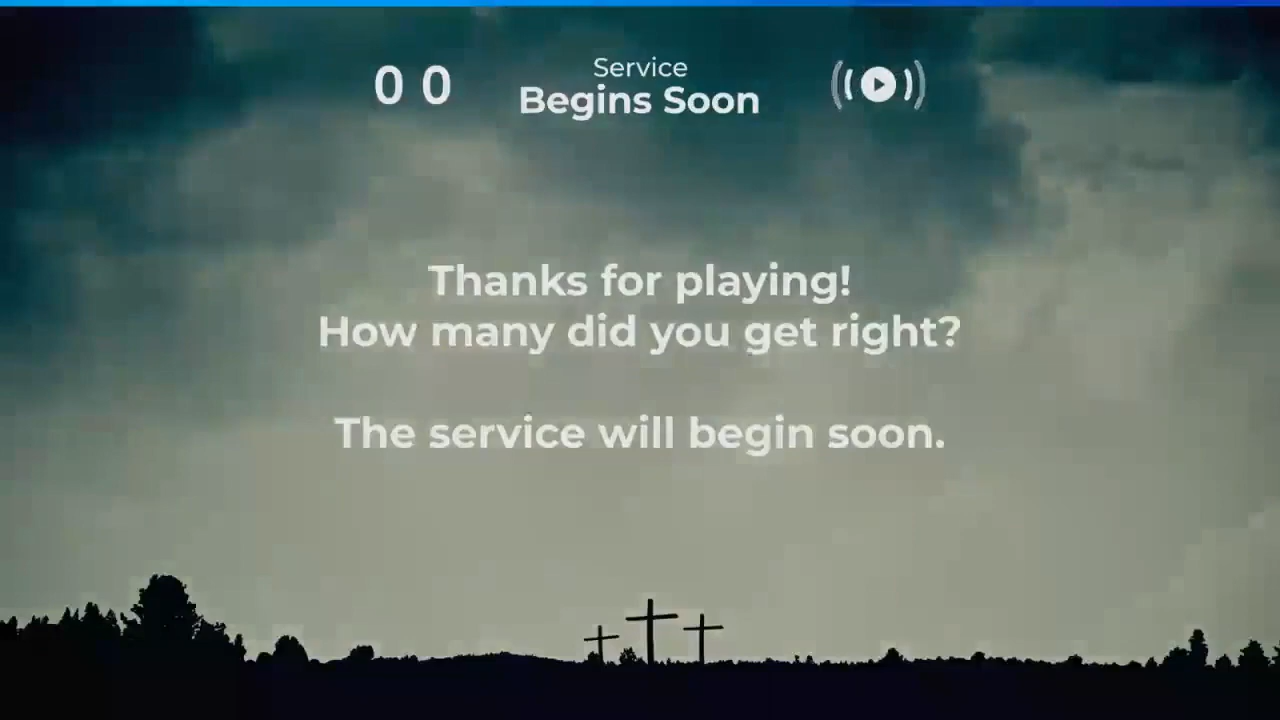 0 0
Service
Begins Soon
Thanks for playing!
How many did you get right?
The service will begin soon.